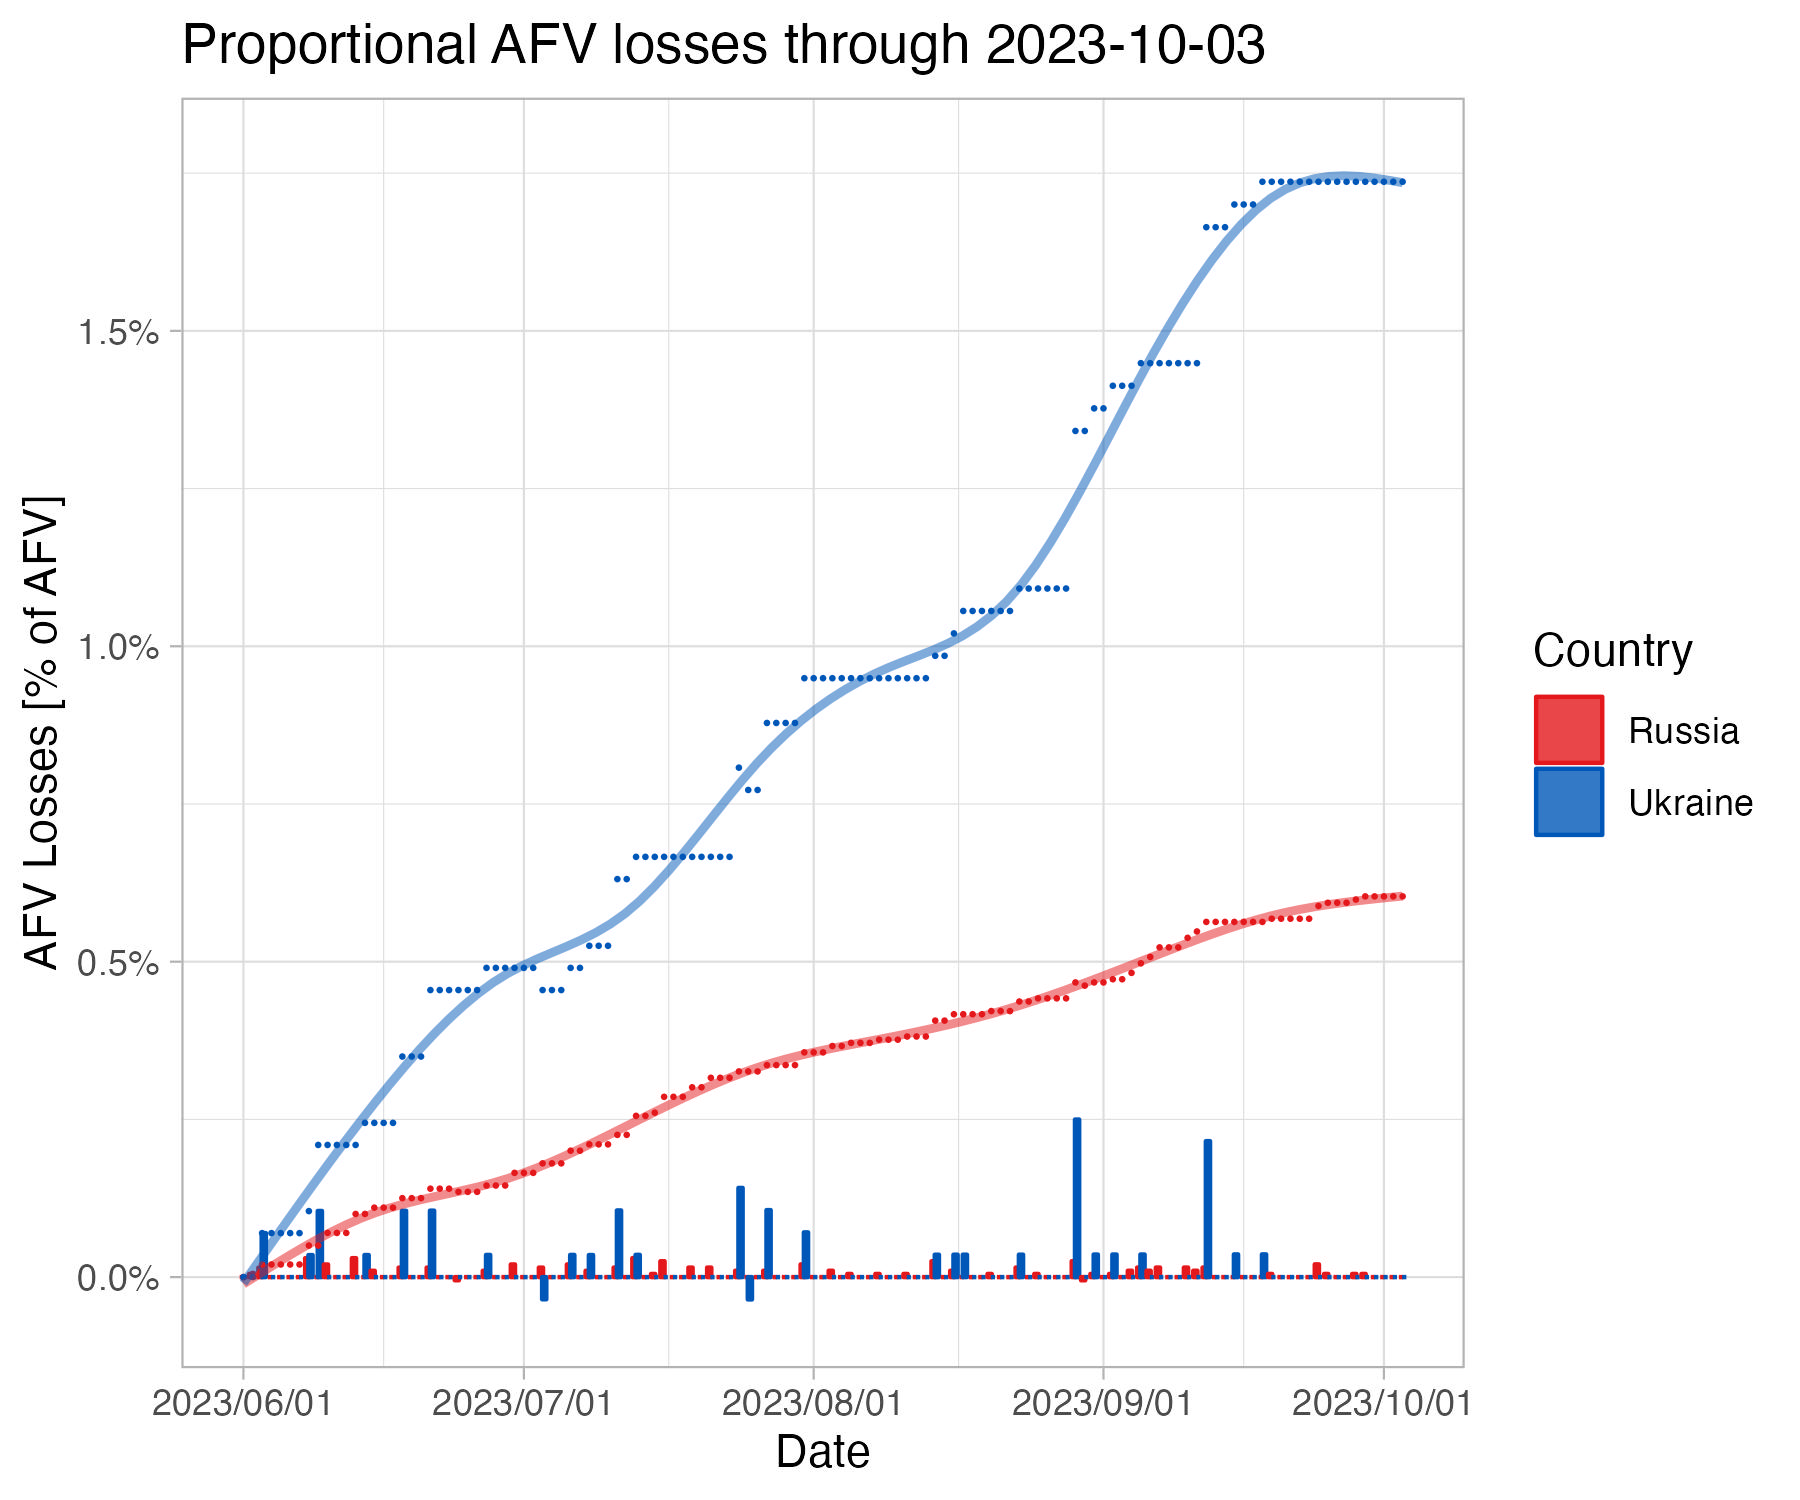 Proportional AFV losses through 2023-10-03
AFV Losses [% of AFV]
1.5%
1.0%
0.5%
0.0%
2023/06/01
2023/07/01
2023/08/01
2023/09/01
2023/10/01
Date
Country
Russia
Ukraine